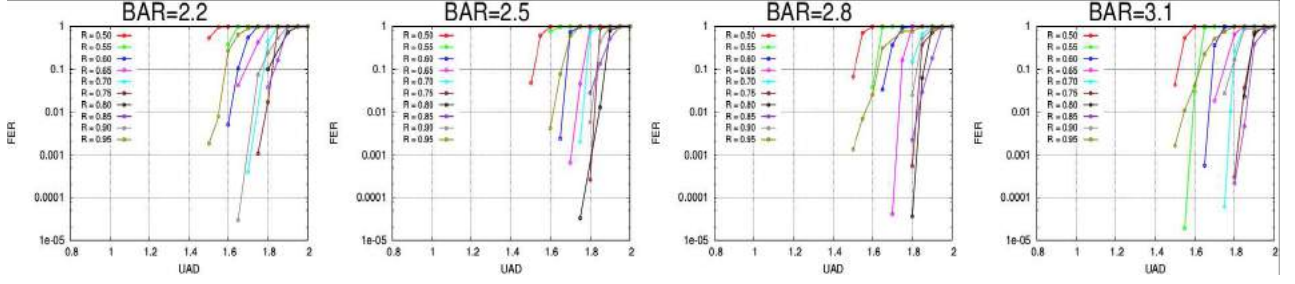 BAR=2.2
1
0.1
0.01
0.001
0.0001
1e-05
FER
R = 0.50
R = 0.55
R = 0.60
R = 0.65
R = 0.70
R = 0.75
R = 0.80
R = 0.85
R = 0.90
R = 0.95
0.8 1 1.2 1.4 1.6 1.8 2
UAD
BAR=2.5
1
0.1
0.01
0.001
0.0001
1e-05
FER
R = 0.50
R = 0.55
R = 0.60
R = 0.65
R = 0.70
R = 0.75
R = 0.80
R = 0.85
R = 0.90
R = 0.95
0.8 1 1.2 1.4 1.6 1.8 2
UAD
BAR=2.8
1
0.1
0.01
0.001
0.0001
1e-05
FER
R = 0.50
R = 0.55
R = 0.60
R = 0.65
R = 0.70
R = 0.75
R = 0.80
R = 0.85
R = 0.90
R = 0.95
0.8 1 1.2 1.4 1.6 1.8 2
UAD
BAR=3.1
1
0.1
0.01
0.001
0.0001
1e-05
FER
R = 0.50
R = 0.55
R = 0.60
R = 0.65
R = 0.70
R = 0.75
R = 0.80
R = 0.85
R = 0.90
R = 0.95
0.8 1 1.2 1.4 1.6 1.8 2
UAD